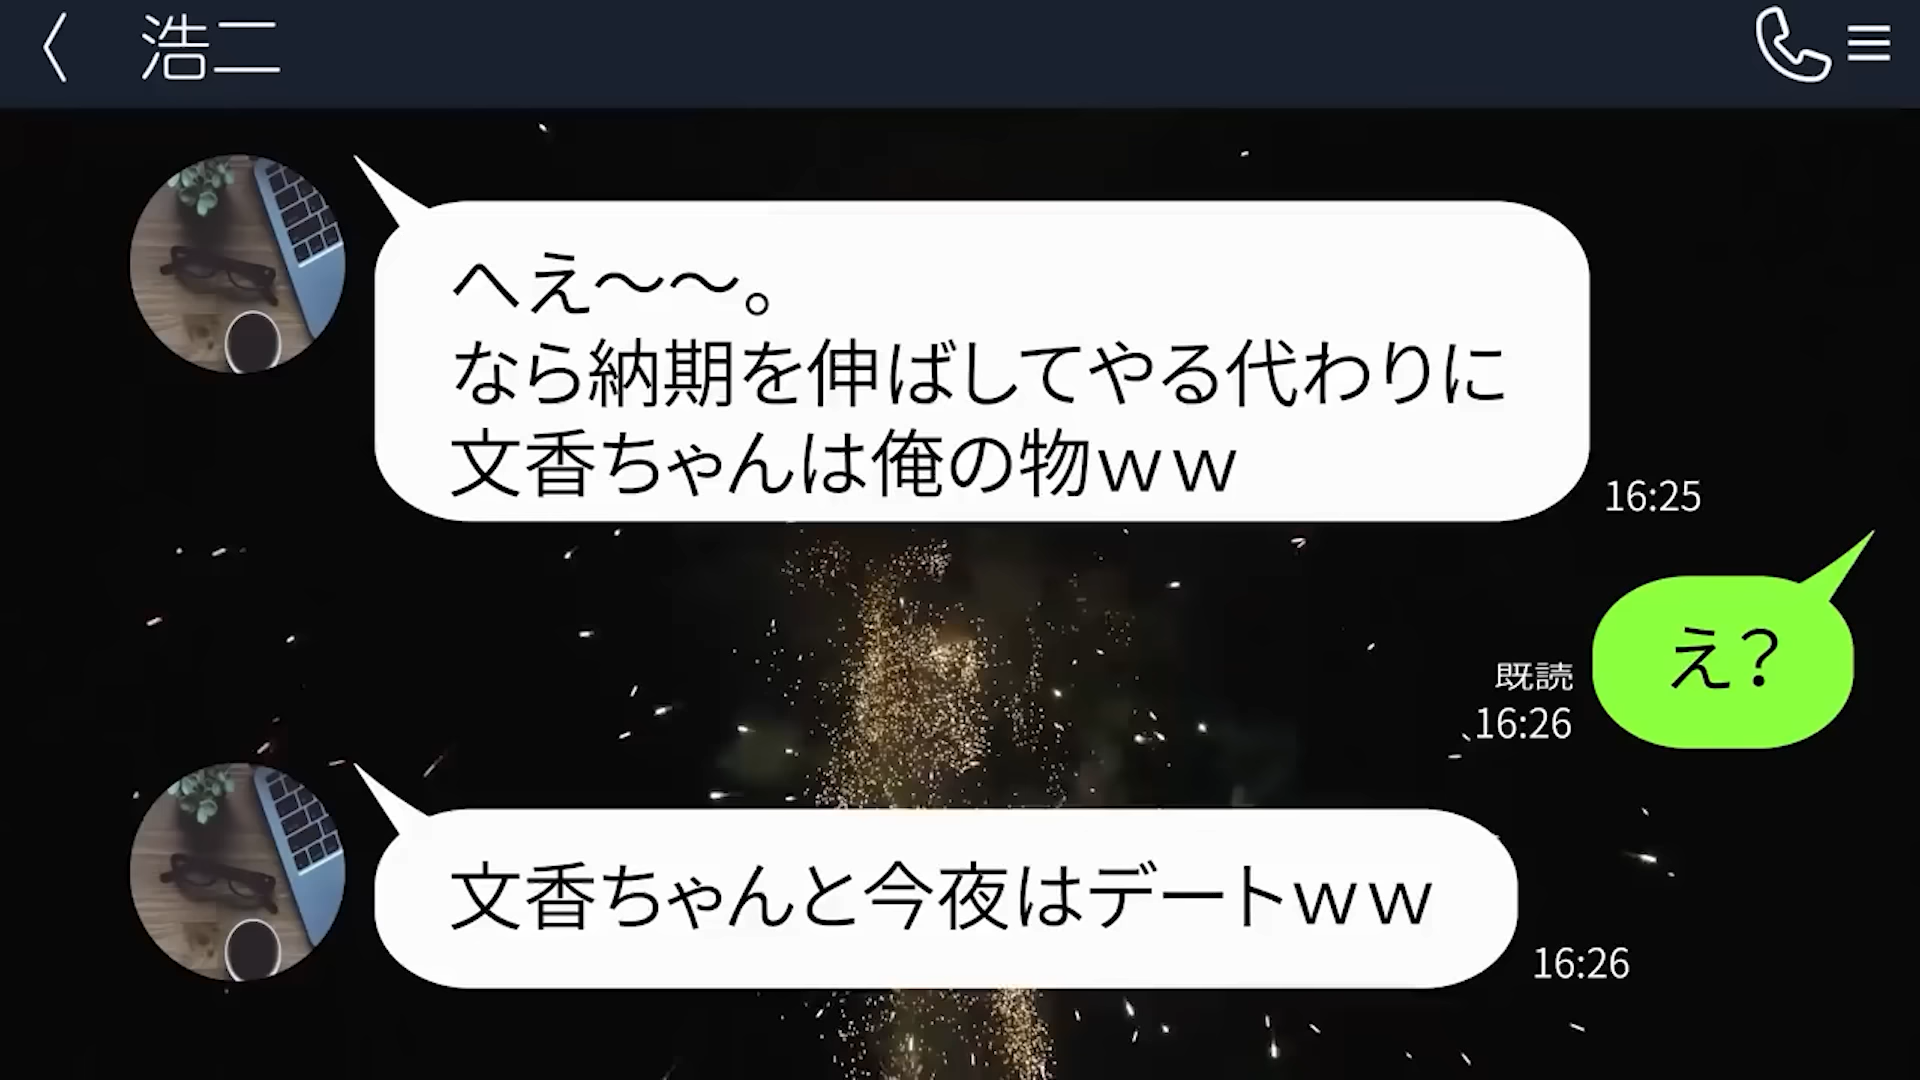 浩二
へえ〜〜。
なら納期を伸ばしてやる代わりに
文香ちゃんは俺の物ｗｗ
16:25
え？
既読
16:26
文香ちゃんと今夜はデートｗｗ
16:26